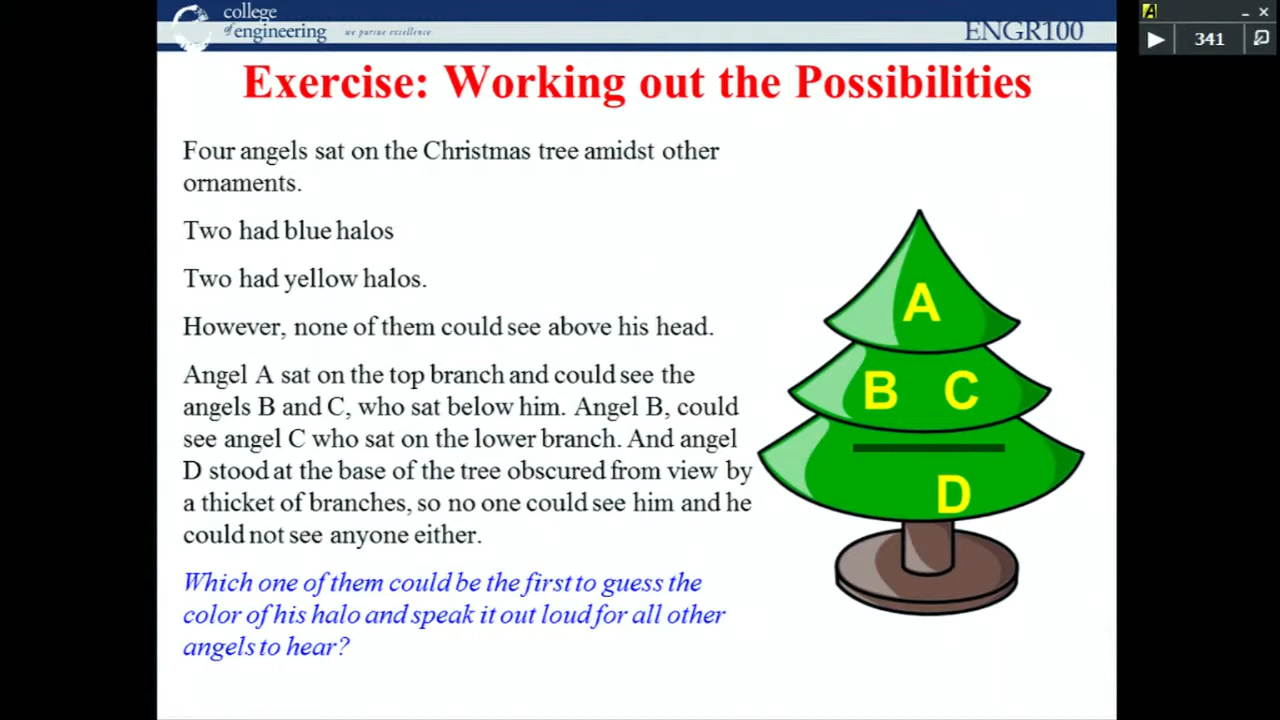 college
of engineering we pursue excellence
ENGR100
341
Exercise: Working out the Possibilities
Four angels sat on the Christmas tree amidst other
ornaments.
Two had blue halos
Two had yellow halos.
However, none of them could see above his head.
Angel A sat on the top branch and could see the
angels B and C, who sat below him. Angel B, could
see angel C who sat on the lower branch. And angel
D stood at the base of the tree obscured from view by
a thicket of branches, so no one could see him and he
could not see anyone either.
Which one of them could be the first to guess the
color of his halo and speak it out loud for all other
angels to hear?
A
B C
D